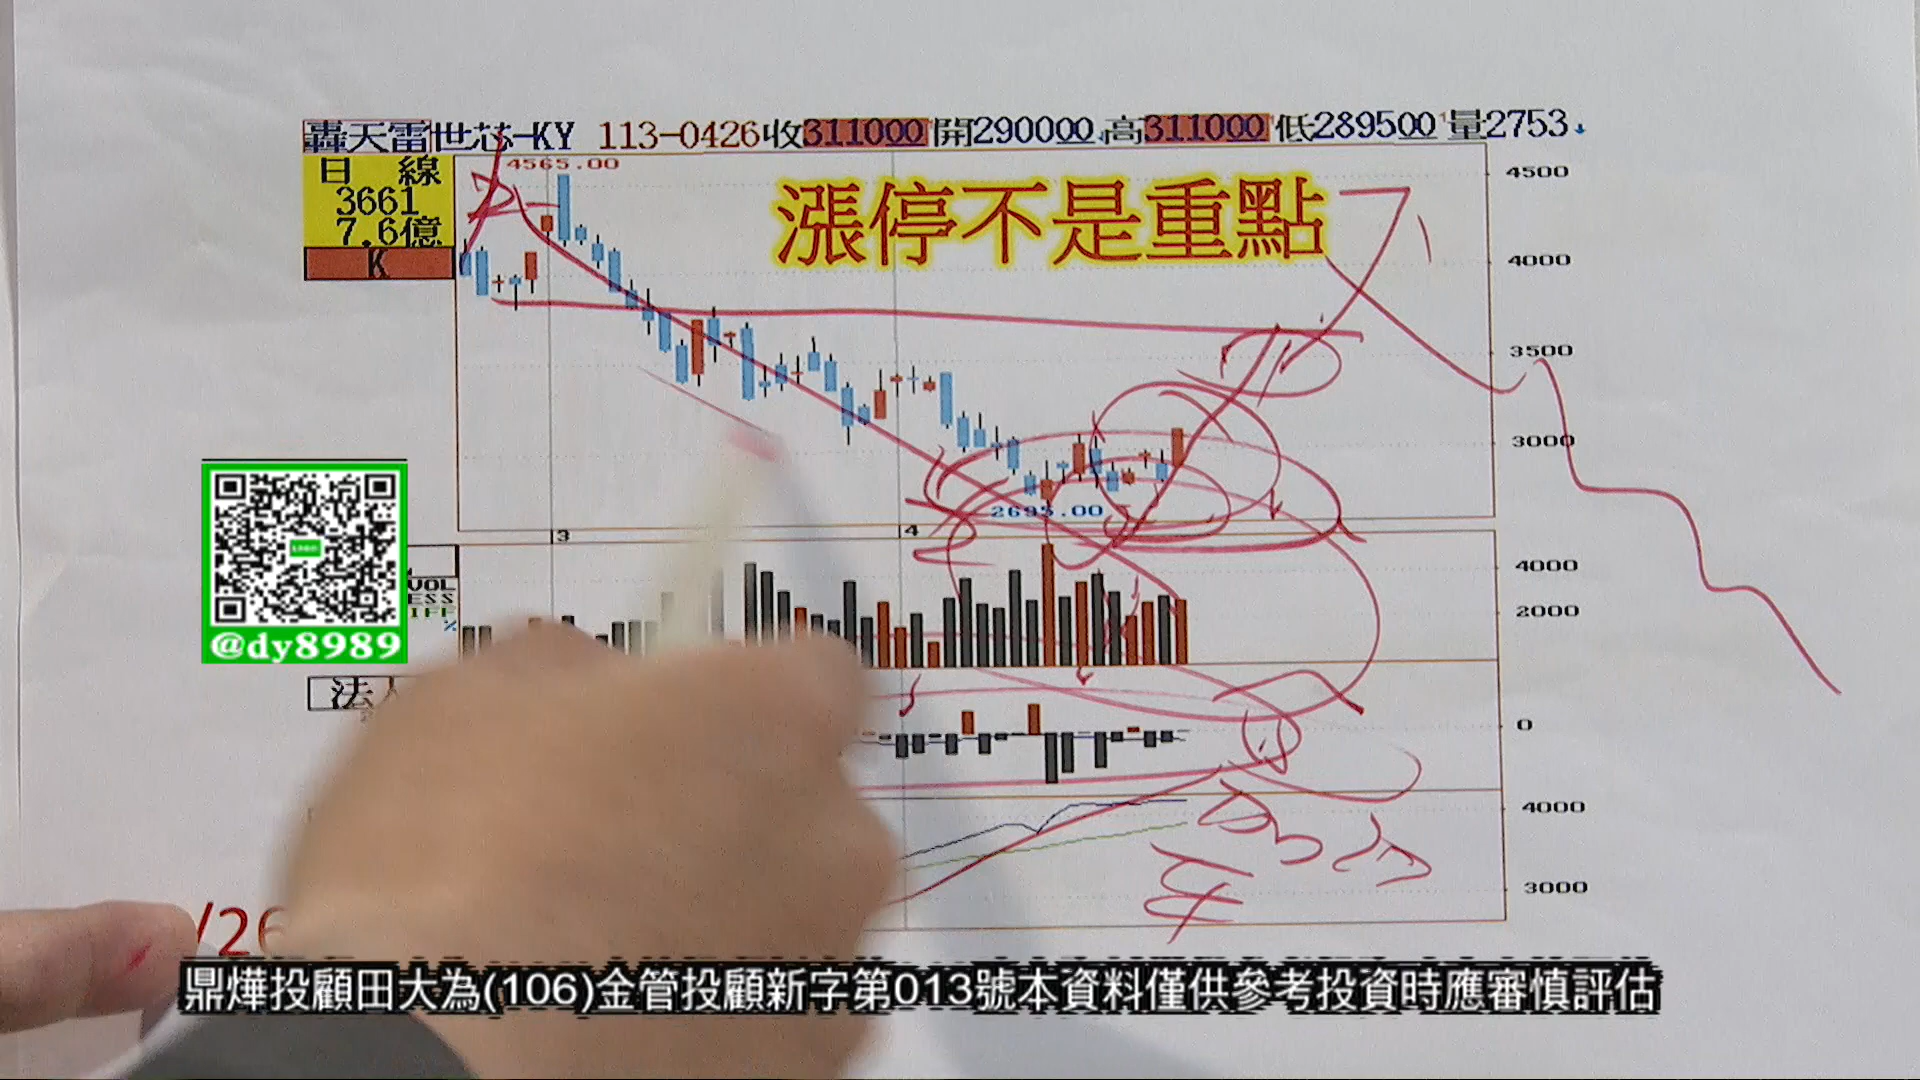 轟天雷世芯-KY 113-0426收311000開290000高311000低289500量2753↓
日 線
3661
7.6億
K
4565.00
漲停不是重點
4500
4000
3500
3000
2695.00
3
4
VOL
%
4000
2000
法人
0
4000
3000
@dy8989
/26
鼎燁投顧田大為(106)金管投顧新字第013號本資料僅供參考投資時應審慎評估